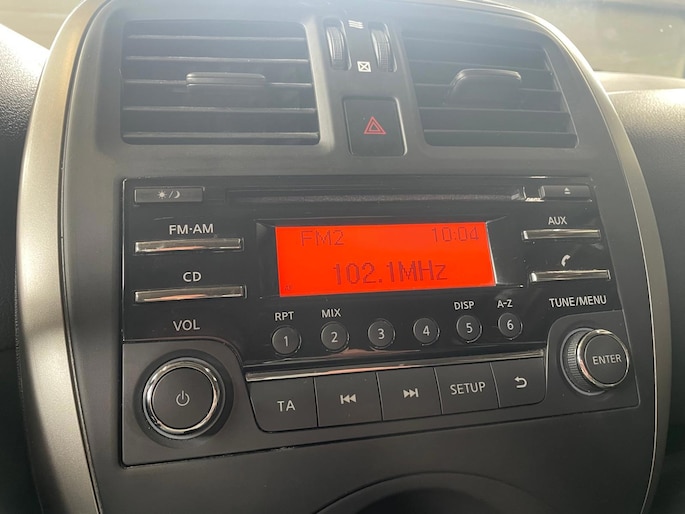 FM·AM
CD
VOL
FM2 10:04
102.1MHz
AUX
TUNE/MENU
RPT MIX DISP A-Z
1 2 3 4 5 6
TA SETUP
ENTER